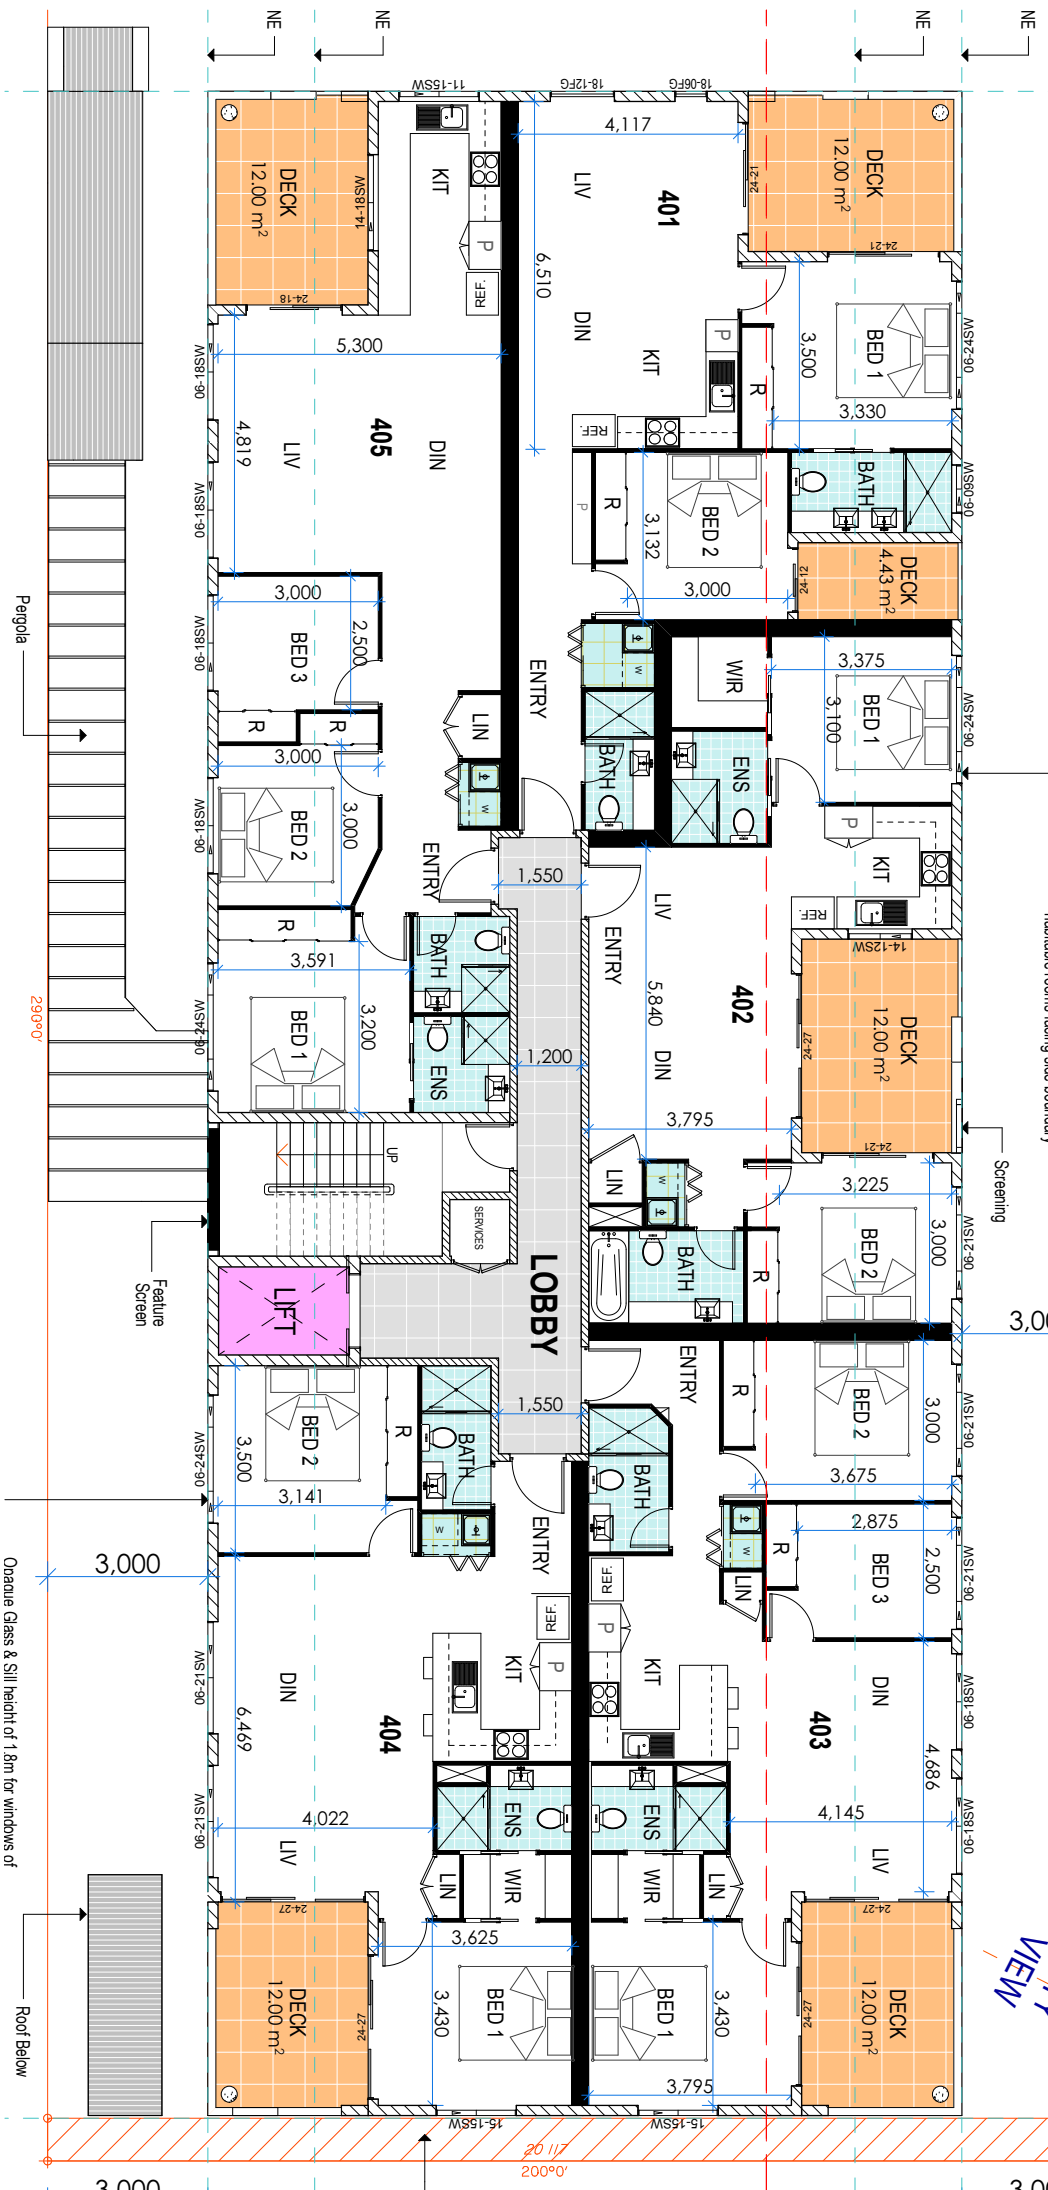 NE
NE
NE
NE
11-15SW
18-12FG
18-06FG
DECK
12.00 m²
14-18SW
24-18
KIT
P
REF.
4,117
LIV
401
6,510
DIN
KIT
P
REF.
R
DECK
12.00 m²
24-21
24-21
BED 1
3,500
3,330
06-24SW
BATH
06-09SW
5,300
06-18SW
4,819
LIV
405
DIN
06-18SW
P
R
BED 2
3,132
3,000
24-12
DECK
4.43 m²
3,000
2,500
BED 3
06-18SW
R
R
LIN
W
ENTRY
W
BATH
WIR
ENS
3,375
3,100
BED 1
06-24SW
3,000
3,000
BED 2
06-18SW
ENTRY
1,550
P
KIT
REF.
LIV
ENTRY
14-12SW
R
3,591
BATH
3,200
BED 1
06-24SW
ENS
1,200
5,840
402
DIN
3,795
DECK
12.00 m²
24-27
24-21
Screening
Pergola
290°0'
UP
SERVICES
LIN
W
BATH
3,225
3,000
BED 2
R
06-21SW
LOBBY
LIFT
Feature
Screen
1,550
ENTRY
R
BED 2
3,000
3,675
06-21SW
BED 2
3,500
3,141
R
BATH
06-24SW
W
ENTRY
BATH
W
LIN
R
2,875
2,500
BED 3
06-21SW
3,000
REF.
REF.
P
P
KIT
KIT
DIN
06-21SW
6,469
404
DIN
403
06-18SW
4,686
4,022
LIV
06-21SW
ENS
ENS
4,145
LIV
06-18SW
LIN
WIR
WIR
LIN
24-27
24-27
3,625
3,430
BED 1
BED 1
3,430
3,795
DECK
12.00 m²
24-27
24-27
DECK
12.00 m²
15-15SW
15-15SW
VIEW
Opaque Glass & Sill height of 1.8m for windows of
Roof Below
20 117
200°0'
3,000